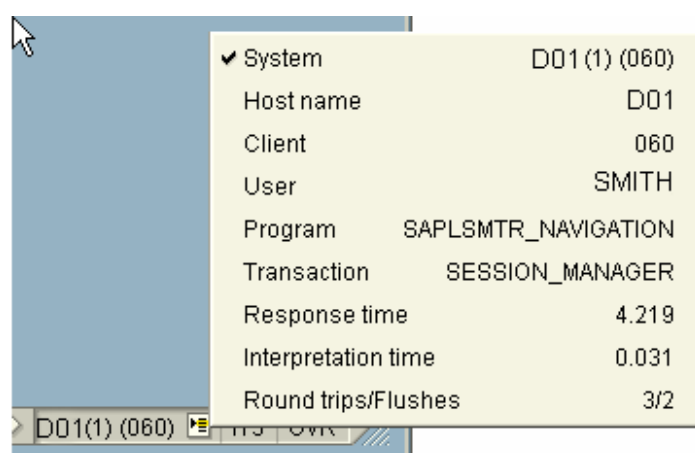 System D01(1) (060)
Host name D01
Client 060
User SMITH
Program SAPLSMTR_NAVIGATION
Transaction SESSION_MANAGER
Response time 4.219
Interpretation time 0.031
Round trips/Flushes 3/2
D01(1) (060) OVR